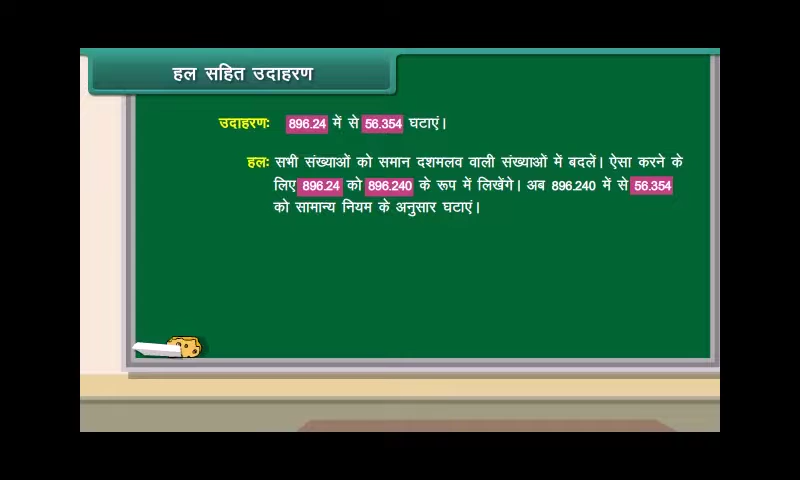 हल सहित उदाहरण
उदाहरणः 896.24 में से 56.354 घटाएं।
हलः सभी संख्याओं को समान दशमलव वाली संख्याओं में बदलें। ऐसा करने के
लिए 896.24 को 896.240 के रूप में लिखेंगे। अब 896.240 में से 56.354
को सामान्य नियम के अनुसार घटाएं।